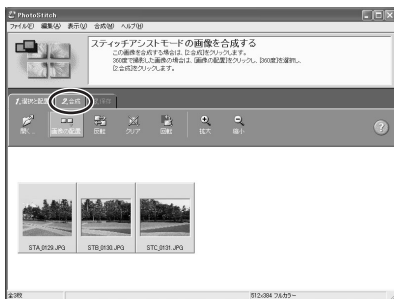 PhotoStitch
ファイル(F) 編集(A) 表示(V) 合成(M) ヘルプ(H)
スティッチアシストモードの画像を合成する
この画像を合成する場合は、[2.合成]をクリックします。
360度で撮影した画像の場合は、[画像の配置]をクリックし、[360度]を選択し、
[2.合成]をクリックします。
1.選択と配置 2.合成 3.保存
開く... 画像の配置 回転 クリア 回転 拡大 縮小
STA_0129.JPG STB_0130.JPG STC_0131.JPG
全3枚 512×384 フルカラー